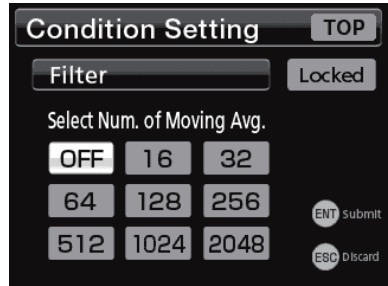 Condition Setting TOP
Filter Locked
Select Num. of Moving Avg.
OFF 16 32
64 128 256
ENT Submit
512 1024 2048
ESC Discard